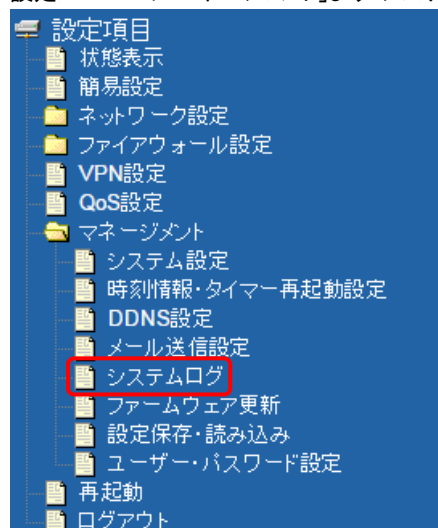 設定項目
状態表示
簡易設定
ネットワーク設定
ファイアウォール設定
VPN設定
QoS設定
マネージメント
システム設定
時刻情報・タイマー再起動設定
DDNS設定
メール送信設定
システムログ
ファームウェア更新
設定保存・読み込み
ユーザー・パスワード設定
再起動
ログアウト